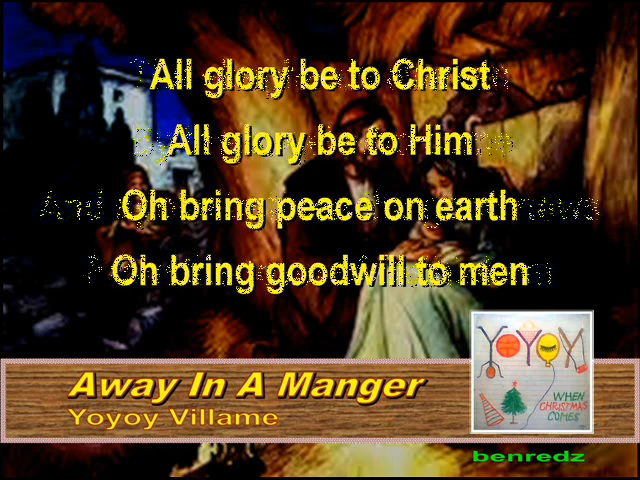 All glory be to Christ
All glory be to Him
Oh bring peace on earth
Oh bring goodwill to men
Away In A Manger
Yoyoy Villame
YOYOY
WHEN
CHRISTMAS
COMES
benredz